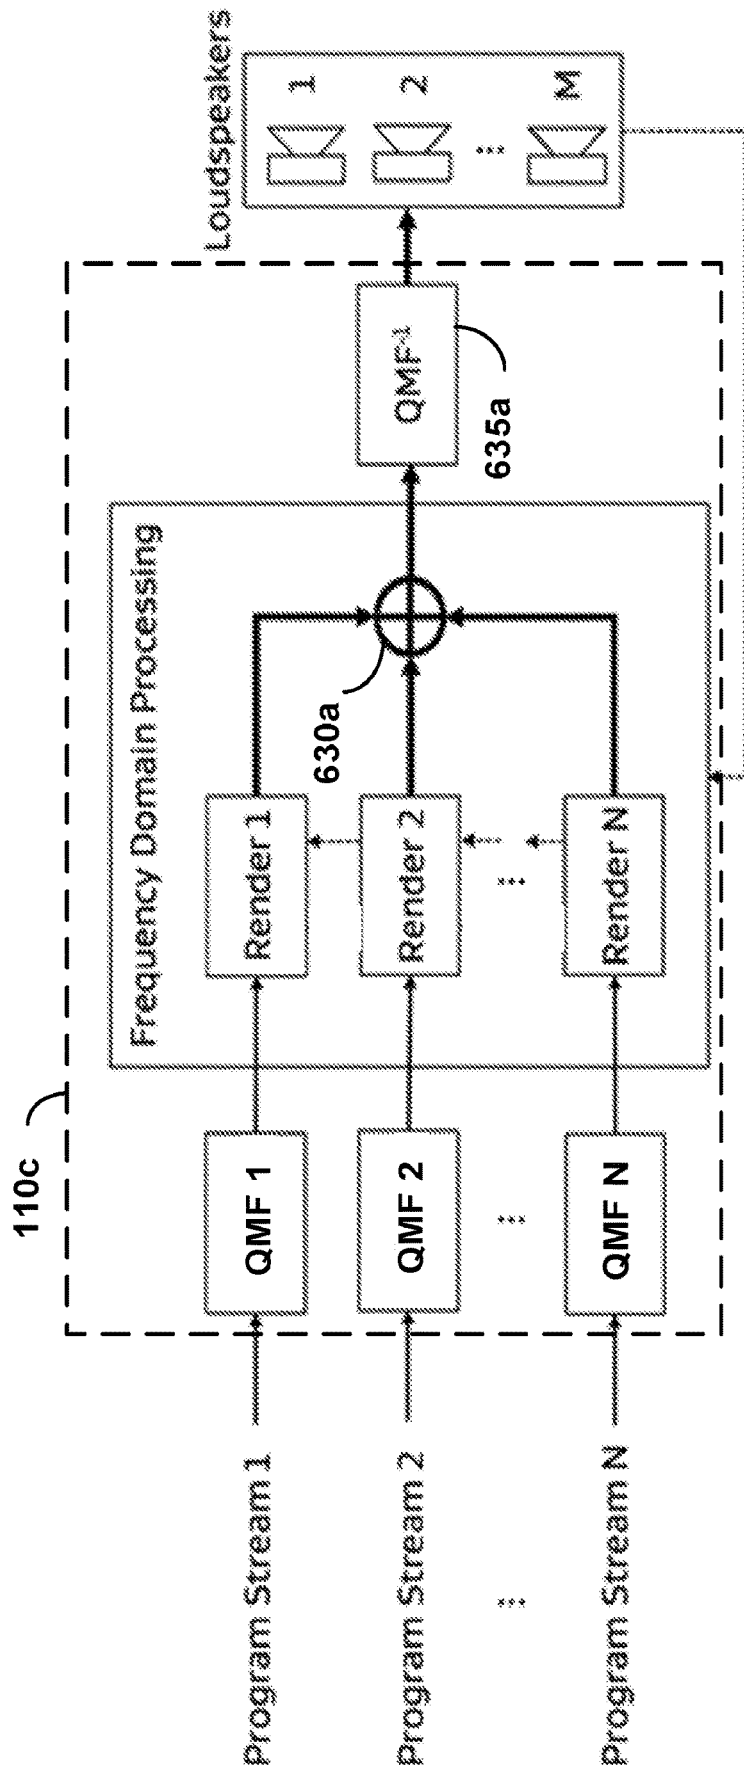 110c
Program Stream 1
Program Stream 2
⋮
Program Stream N
QMF 1
QMF 2
⋮
QMF N
Frequency Domain Processing
Render 1
Render 2
⋮
Render N
630a
QMF-1
635a
Loudspeakers
1
2
⋮
M